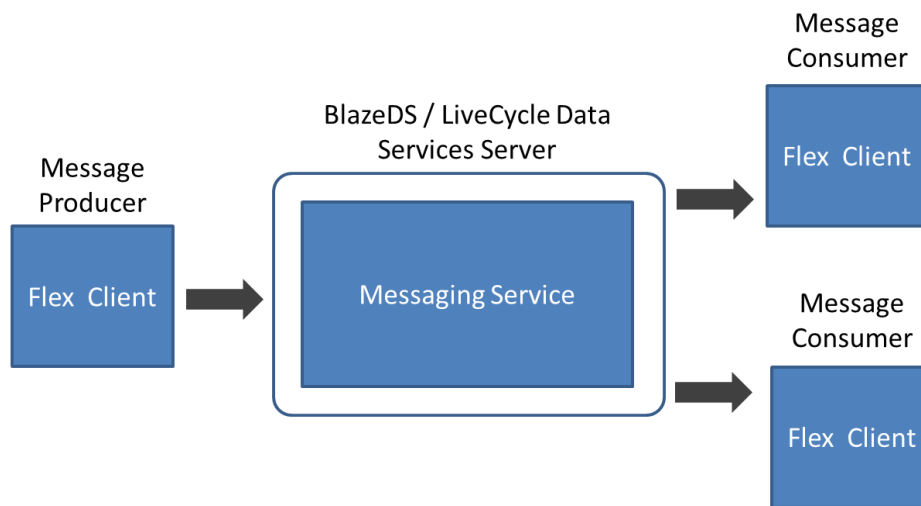 Message
Producer
Flex Client
BlazeDS / LiveCycle Data
Services Server
Messaging Service
Message
Consumer
Flex Client
Message
Consumer
Flex Client